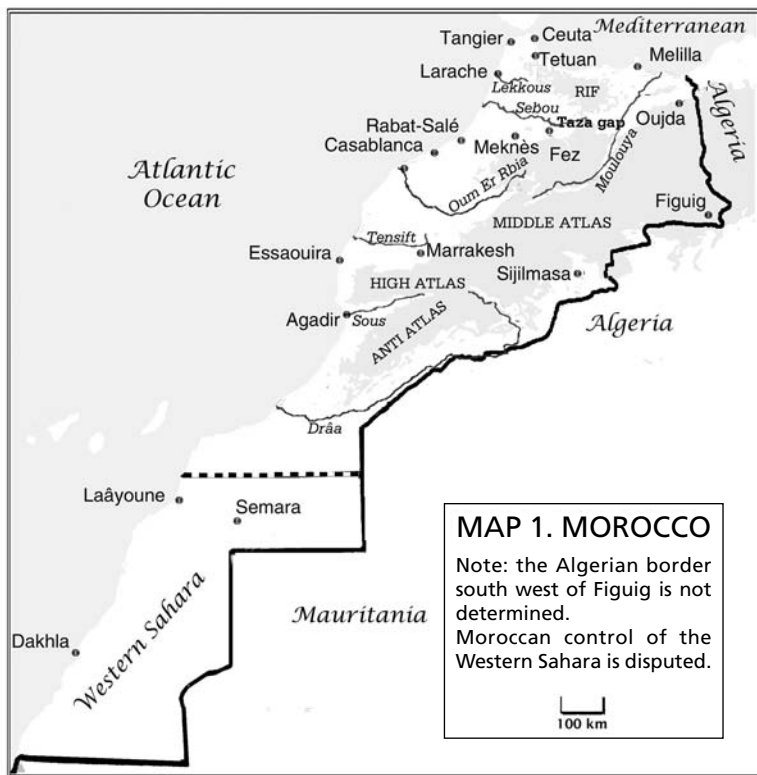 Mediterranean
Ceuta
Tangier
Tetuan
Melilla
Larache
Lekkous
RIF
Algeria
Sebou
Oujda
Taza gap
Rabat-Salé
Meknès
Fez
Casablanca
Moulouya
Atlantic
Ocean
Oum Er Rbia
Figuig
MIDDLE ATLAS
Tensift
Essaouira
Marrakesh
Sijilmasa
HIGH ATLAS
Agadir
Sous
ANTI ATLAS
Algeria
Drâa
Laâyoune
Semara
Western Sahara
Mauritania
Dakhla
MAP 1. MOROCCO
Note: the Algerian border
south west of Figuig is not
determined.
Moroccan control of the
Western Sahara is disputed.
100 km